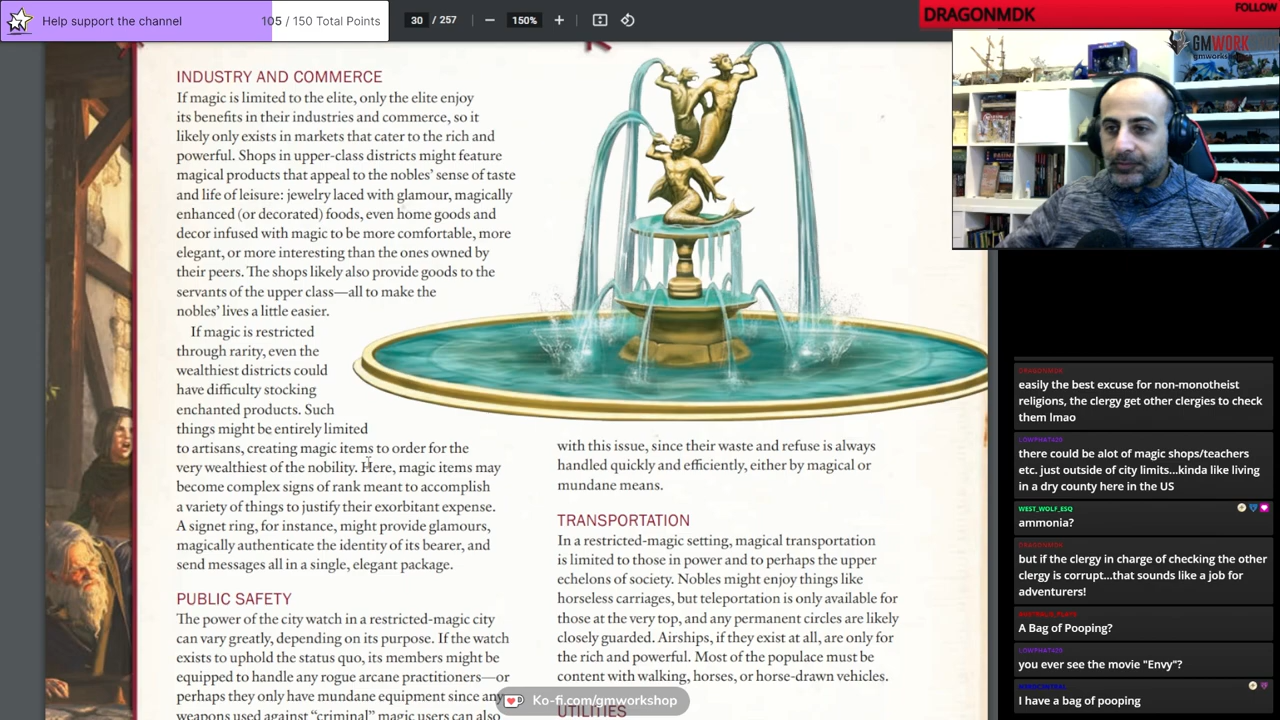 Help support the channel
105 / 150 Total Points
30 / 257
150%
DRAGONMDK
FOLLOW
GMWORK
gmworksh
INDUSTRY AND COMMERCE
If magic is limited to the elite, only the elite enjoy
its benefits in their industries and commerce, so it
likely only exists in markets that cater to the rich and
powerful. Shops in upper-class districts might feature
magical products that appeal to the nobles' sense of taste
and life of leisure: jewelry laced with glamour, magically
enhanced (or decorated) foods, even home goods and
decor infused with magic to be more comfortable, more
elegant, or more interesting than the ones owned by
their peers. The shops likely also provide goods to the
servants of the upper class—all to make the
nobles' lives a little easier.
If magic is restricted
through rarity, even the
wealthiest districts could
have difficulty stocking
enchanted products. Such
things might be entirely limited
to artisans, creating magic items to order for the
very wealthiest of the nobility. Here, magic items may
become complex signs of rank meant to accomplish
a variety of things to justify their exorbitant expense.
A signet ring, for instance, might provide glamours,
magically authenticate the identity of its bearer, and
send messages all in a single, elegant package.
PUBLIC SAFETY
The power of the city watch in a restricted-magic city
can vary greatly, depending on its purpose. If the watch
exists to uphold the status quo, its members might be
equipped to handle any rogue arcane practitioners—or
perhaps they only have mundane equipment since any
weapons used against "criminal" magic users can also
with this issue, since their waste and refuse is always
handled quickly and efficiently, either by magical or
mundane means.
TRANSPORTATION
In a restricted-magic setting, magical transportation
is limited to those in power and to perhaps the upper
echelons of society. Nobles might enjoy things like
horseless carriages, but teleportation is only available for
those at the very top, and any permanent circles are likely
closely guarded. Airships, if they exist at all, are only for
the rich and powerful. Most of the populace must be
content with walking, horses, or horse-drawn vehicles.
UTILITIES
Ko-fi.com/gmworkshop
DRAGONMDK
easily the best excuse for non-monotheist
religions, the clergy get other clergies to check
them lmao
LOWPHAT420
there could be alot of magic shops/teachers
etc. just outside of city limits...kinda like living
in a dry county here in the US
WEST_WOLF_ESQ
ammonia?
DRAGONMDK
but if the clergy in charge of checking the other
clergy is corrupt...that sounds like a job for
adventurers!
A Bag of Pooping?
LOWPHAT420
you ever see the movie "Envy"?
I have a bag of pooping